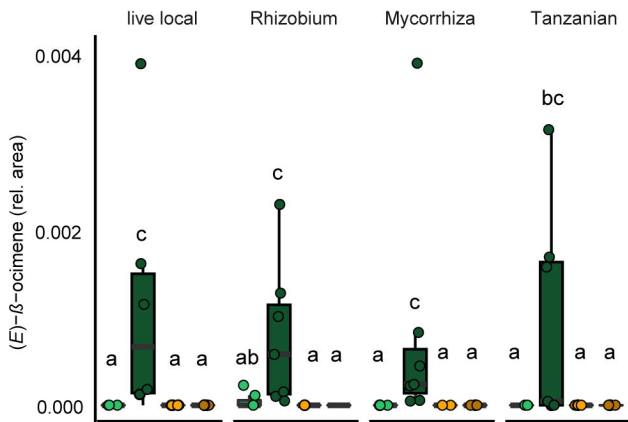 live local Rhizobium Mycorrhiza Tanzanian
(E)-ß-ocimene (rel. area)
0.004
0.002
0.000
a c a a
ab c a a
a c a a
a bc a a